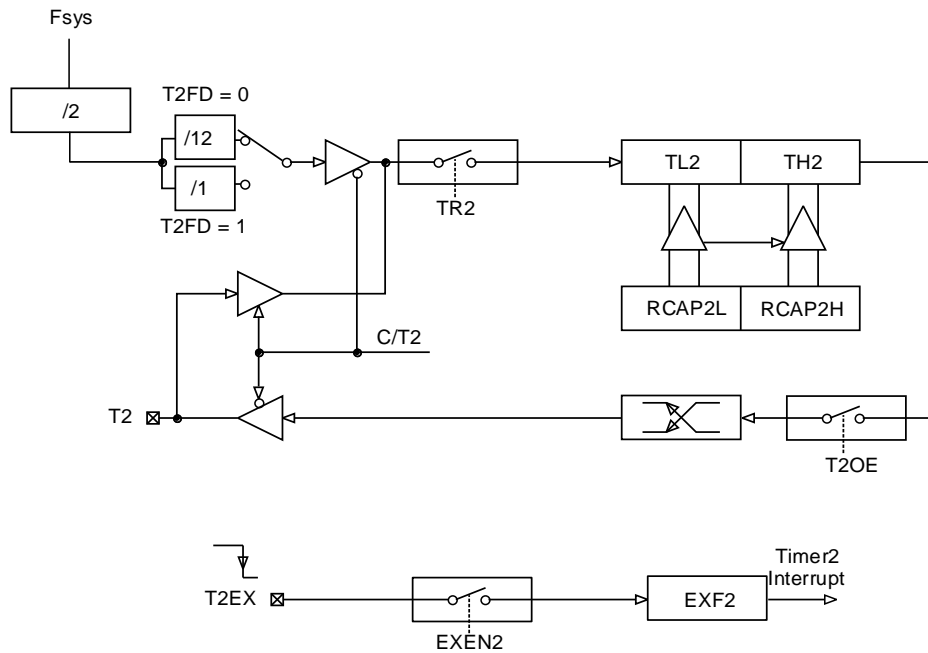 Fsys
/2
T2FD = 0
/12
/1
T2FD = 1
TR2
TL2
TH2
RCAP2L
RCAP2H
C/T2
T2
T2OE
T2EX
EXEN2
EXF2
Timer2
Interrupt